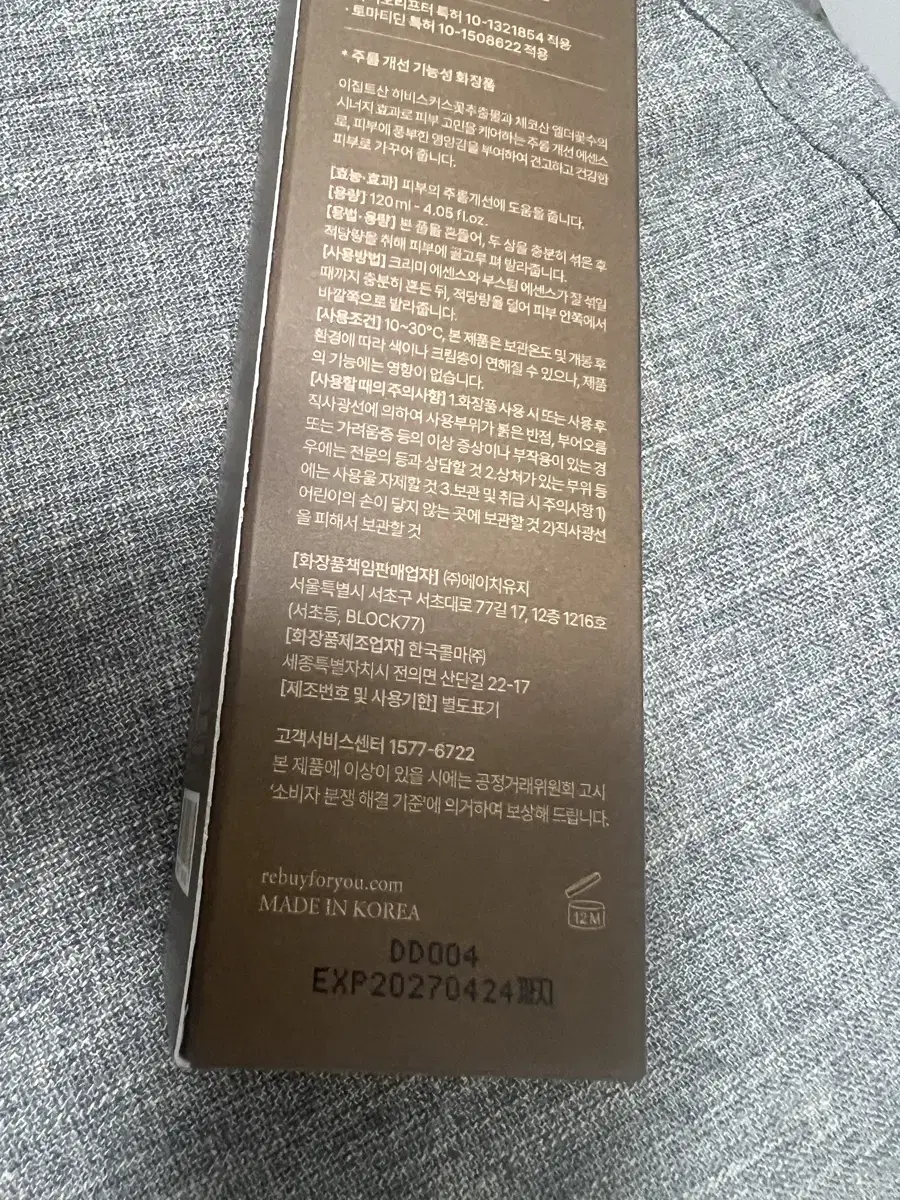 리프터 특허 10-1321854 적용
· 토마티딘 특허 10-1508622 적용
* 주름 개선 기능성 화장품
이집트산 히비스커스꽃추출물과 체코산 엘더꽃수의
시너지 효과로 피부 고민을 케어하는 주름 개선 에센스
로, 피부에 풍부한 영양감을 부여하여 견고하고 건강한
피부로 가꾸어 줍니다.
[효능·효과] 피부의 주름개선에 도움을 줍니다.
[용량] 120 ml - 4.05 fl.oz.
[용법·용량] 본 품을 흔들어, 두 상을 충분히 섞은 후
적당량을 취해 피부에 골고루 펴 발라줍니다.
[사용방법] 크리미 에센스와 부스팅 에센스가 잘 섞일
때까지 충분히 흔든 뒤, 적당량을 덜어 피부 안쪽에서
바깥쪽으로 발라줍니다.
[사용조건] 10~30°C, 본 제품은 보관온도 및 개봉 후
환경에 따라 색이나 크림층이 연해질 수 있으나, 제품
의 기능에는 영향이 없습니다.
[사용할 때의 주의사항] 1.화장품 사용 시 또는 사용 후
직사광선에 의하여 사용부위가 붉은 반점, 부어오름
또는 가려움증 등의 이상 증상이나 부작용이 있는 경
우에는 전문의 등과 상담할 것 2.상처가 있는 부위 등
에는 사용을 자제할 것 3.보관 및 취급 시 주의사항 1)
어린이의 손이 닿지 않는 곳에 보관할 것 2)직사광선
을 피해서 보관할 것
[화장품책임판매업자] ㈜에이치유지
서울특별시 서초구 서초대로 77길 17, 12층 1216호
(서초동, BLOCK77)
[화장품제조업자] 한국콜마㈜
세종특별자치시 전의면 산단길 22-17
[제조번호 및 사용기한] 별도표기
고객서비스센터 1577-6722
본 제품에 이상이 있을 시에는 공정거래위원회 고시
'소비자 분쟁 해결 기준'에 의거하여 보상해 드립니다.
rebuyforyou.com
MADE IN KOREA
12M
DD004
EXP20270424까지